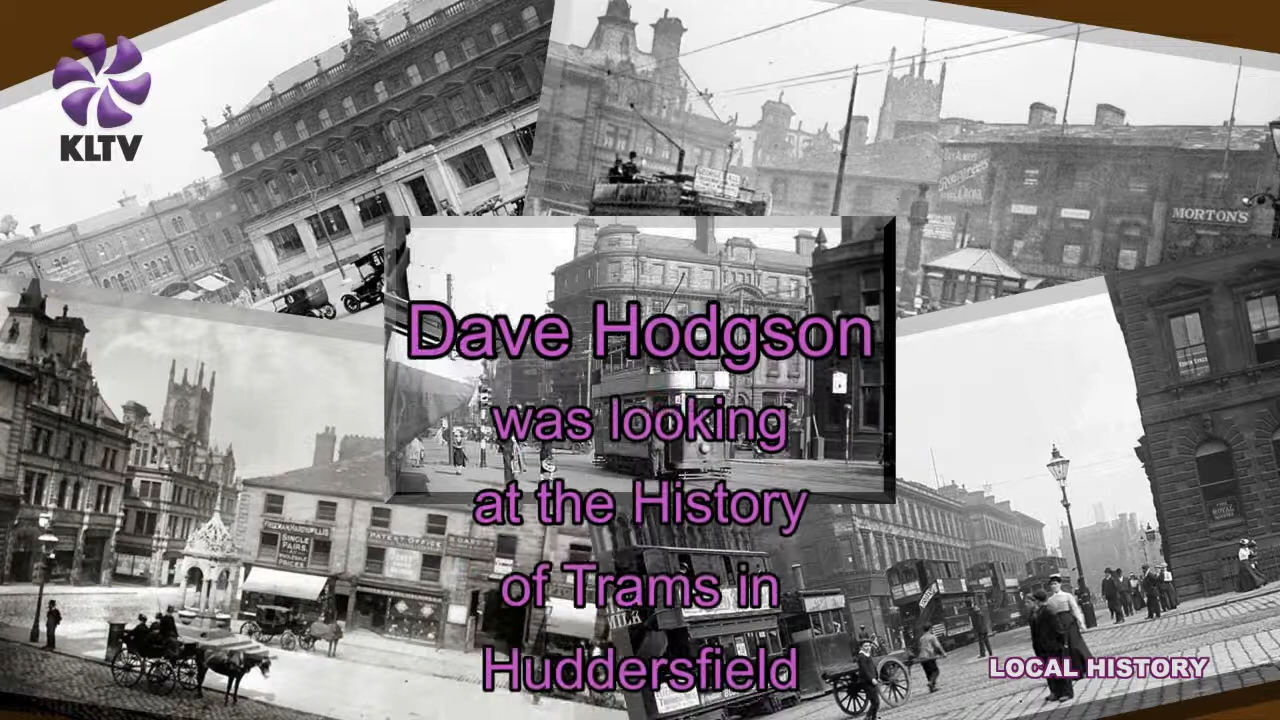 KLTV
MORTON'S
Dave Hodgson
was looking
at the History
of Trams in
Huddersfield
SINGLE
PAIRS
PATENT OFFICE
MILK
ROYAL
LOCAL HISTORY